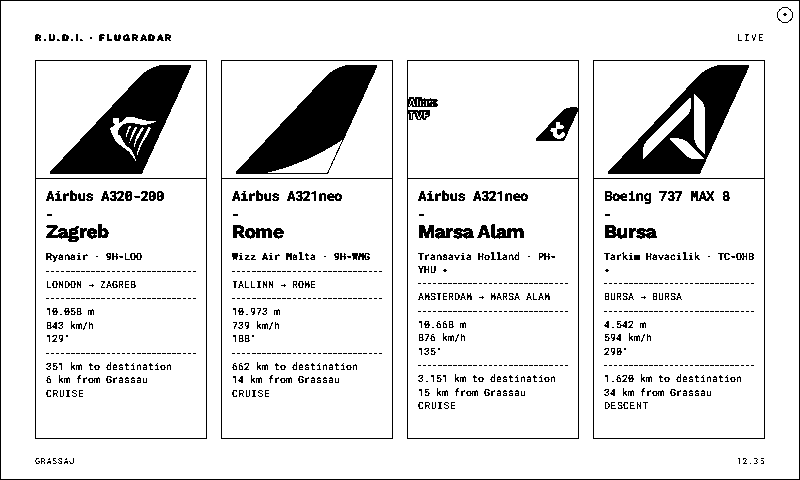 R.U.D.I. · FLUGRADAR
LIVE
Airbus A320-200
-
Zagreb
Ryanair · 9H-LOO
LONDON → ZAGREB
10.058 m
843 km/h
129°
351 km to destination
6 km from Grassau
CRUISE
Airbus A321neo
-
Rome
Wizz Air Malta · 9H-WMG
TALLINN → ROME
10.973 m
739 km/h
188°
662 km to destination
14 km from Grassau
CRUISE
Alias
TVF
Airbus A321neo
-
Marsa Alam
Transavia Holland · PH-
YHU ✦
AMSTERDAM → MARSA ALAM
10.668 m
876 km/h
135°
3.151 km to destination
15 km from Grassau
CRUISE
Boeing 737 MAX 8
-
Bursa
Tarkim Havacilik · TC-OHB
✦
BURSA → BURSA
4.542 m
594 km/h
290°
1.620 km to destination
34 km from Grassau
DESCENT
GRASSAU
12.35